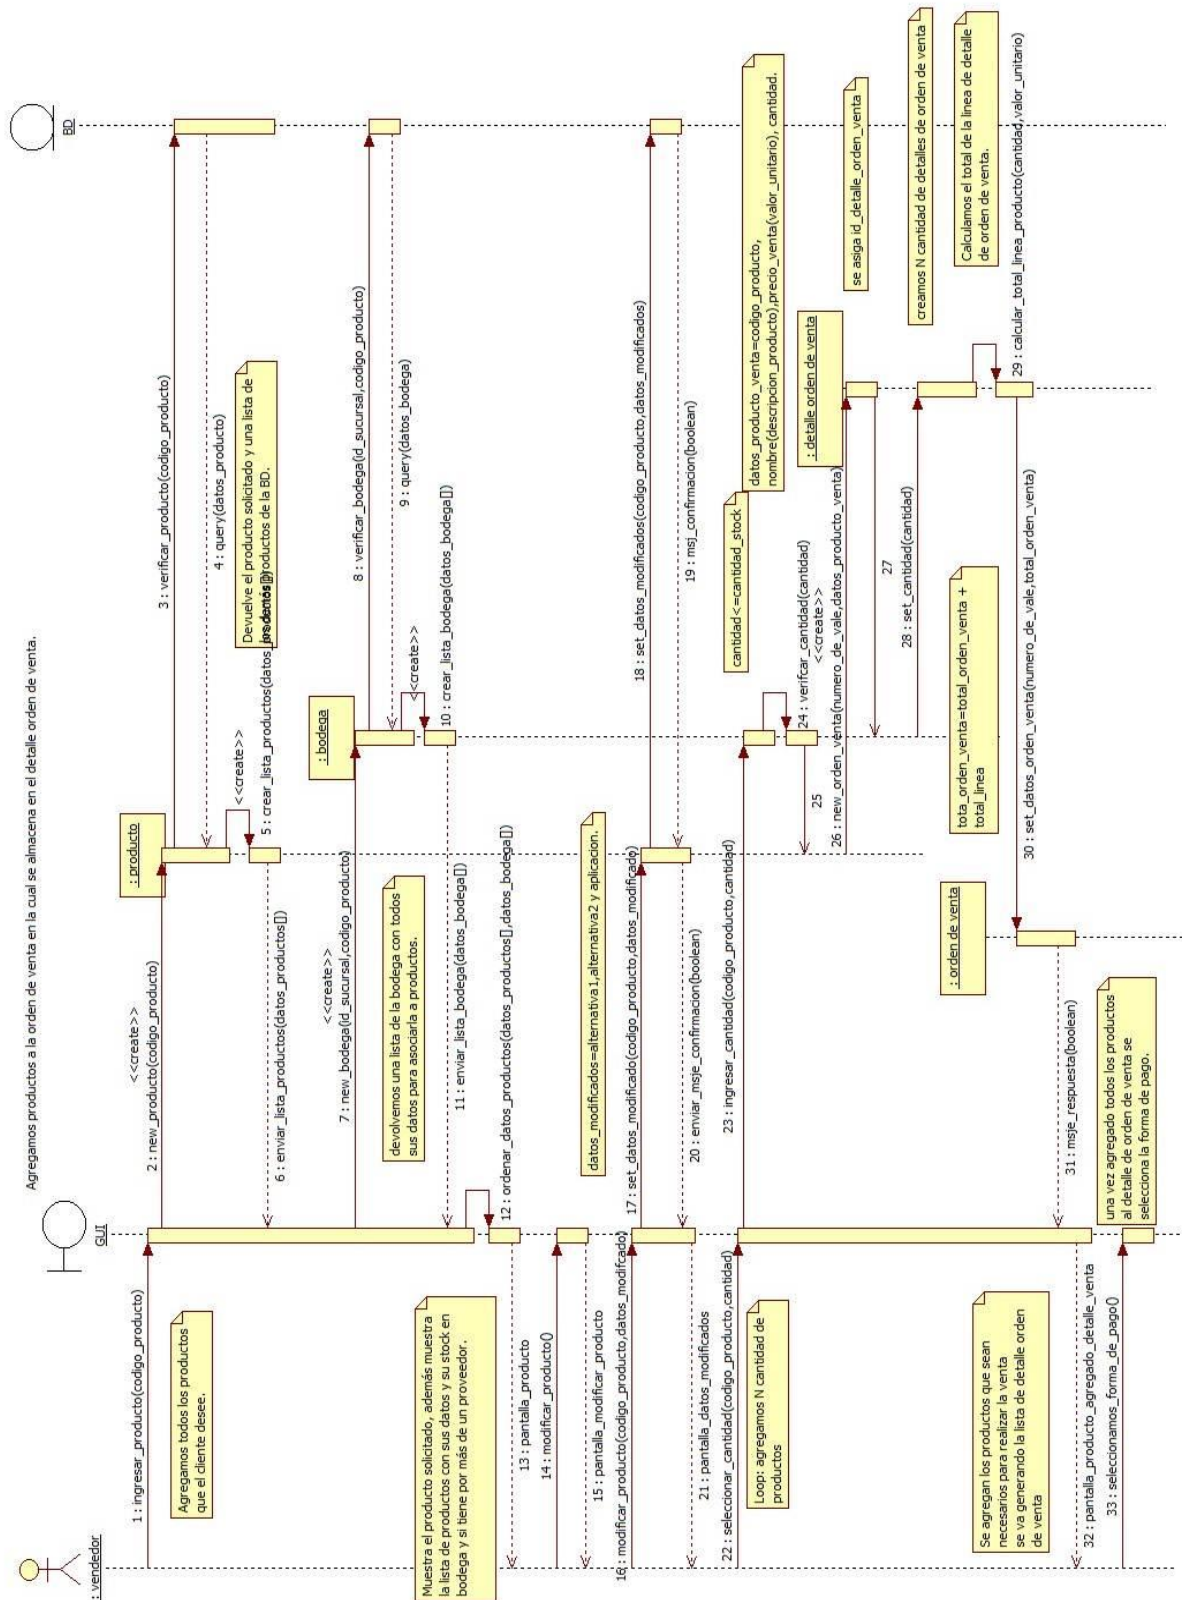 Agregamos productos a la orden de venta en la cual se almacena en el detalle orden de venta.
: vendedor
GUI
: producto
: bodega
: orden de venta
: detalle orden de venta
BD
1 : ingresar_producto(codigo_producto)
Agregamos todos los productos
que el cliente desee.
<<create>>
2 : new_producto(codigo_producto)
3 : verificar_producto(codigo_producto)
4 : query(datos_producto)
Devuelve el producto solicitado y una lista de
los demás productos de la BD.
<<create>>
5 : crear_lista_productos(datos_productos[])
6 : enviar_lista_productos(datos_productos[])
<<create>>
7 : new_bodega(id_sucursal,codigo_producto)
8 : verificar_bodega(id_sucursal,codigo_producto)
9 : query(datos_bodega)
<<create>>
10 : crear_lista_bodega(datos_bodega[])
devolvemos una lista de la bodega con todos
sus datos para asociarla a productos.
11 : enviar_lista_bodega(datos_bodega[])
12 : ordenar_datos_productos(datos_productos[],datos_bodega[])
Muestra el producto solicitado, además muestra
la lista de productos con sus datos y su stock en
bodega y si tiene por más de un proveedor.
13 : pantalla_producto
14 : modificar_producto()
15 : pantalla_modificar_producto
datos_modificados=alternativa1,alternativa2 y aplicacion.
16 : modificar_producto(codigo_producto,datos_modifcado)
17 : set_datos_modificado(codigo_producto,datos_modificado)
18 : set_datos_modificados(codigo_producto,datos_modificados)
19 : msj_confirmacion(boolean)
20 : enviar_msje_confirmacion(boolean)
21 : pantalla_datos_modificados
22 : seleccionar_cantidad(codigo_producto,cantidad)
Loop: agregamos N cantidad de
productos
23 : ingresar_cantidad(codigo_producto,cantidad)
cantidad<=cantidad_stock
datos_producto_venta=codigo_producto,
nombre(descripcion_producto),precio_venta(valor_unitario), cantidad.
24 : verifcar_cantidad(cantidad)
25
<<create>>
26 : new_orden_venta(numero_de_vale,datos_producto_venta)
se asiga id_detalle_orden_venta
27
28 : set_cantidad(cantidad)
creamos N cantidad de detalles de orden de venta
Calculamos el total de la linea de detalle
de orden de venta.
29 : calcular_total_linea_producto(cantidad,valor_unitario)
tota_orden_venta=total_orden_venta +
total_linea
30 : set_datos_orden_venta(numero_de_vale,total_orden_venta)
31 : msje_respuesta(boolean)
Se agregan los productos que sean
necesarios para realizar la venta
se va generando la lista de detalle orden
de venta
32 : pantalla_producto_agregado_detalle_venta
33 : seleccionamos_forma_de_pago()
una vez agregado todos los productos
al detalle de orden de venta se
selecciona la forma de pago.